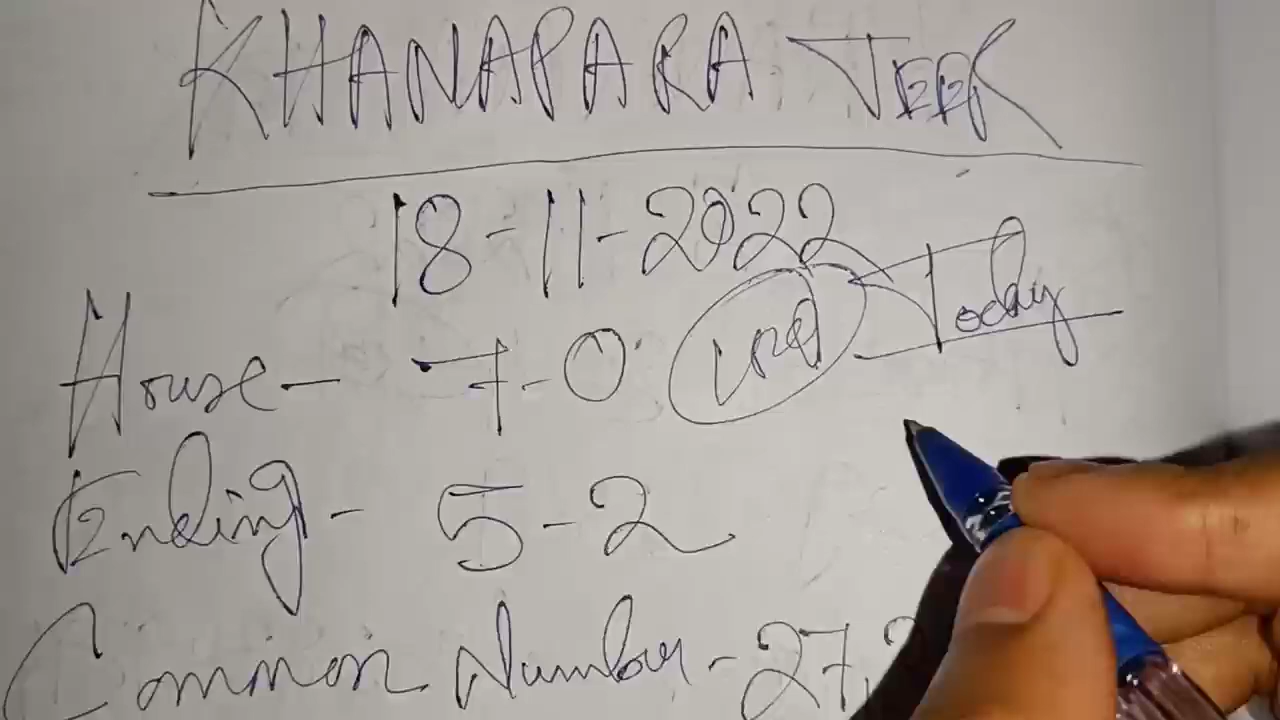 KHANAPARA TEER
18-11-2022
Today
House - 7-0
Ending - 5-2
Common Number - 27,